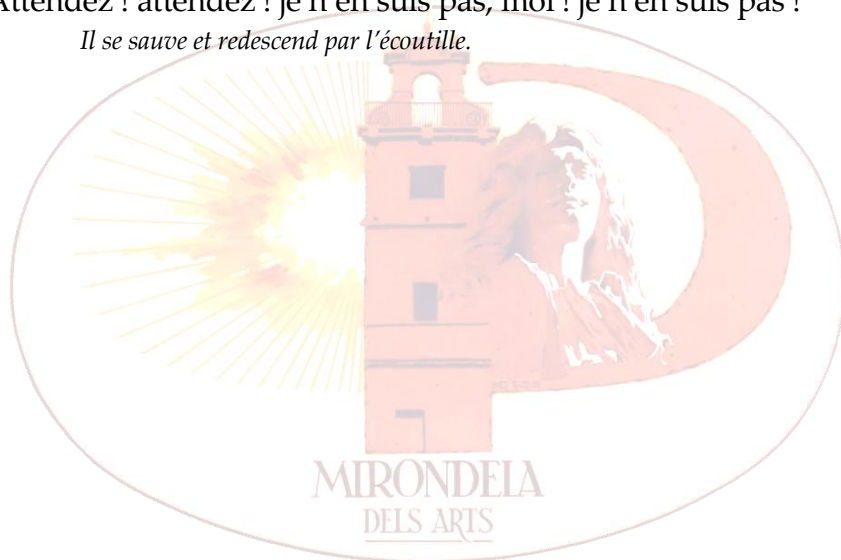 Attendez ! attendez ! je n'en suis pas, moi ! je n'en suis pas !
Il se sauve et redescend par l'écoutille.
MIRONDELA
DELS ARTS